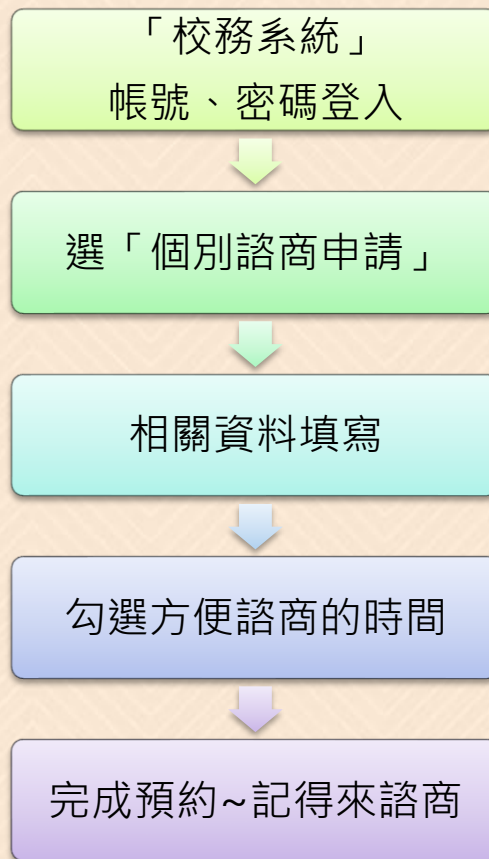 「校務系統」
帳號、密碼登入
選「個別諮商申請」
相關資料填寫
勾選方便諮商的時間
完成預約~記得來諮商